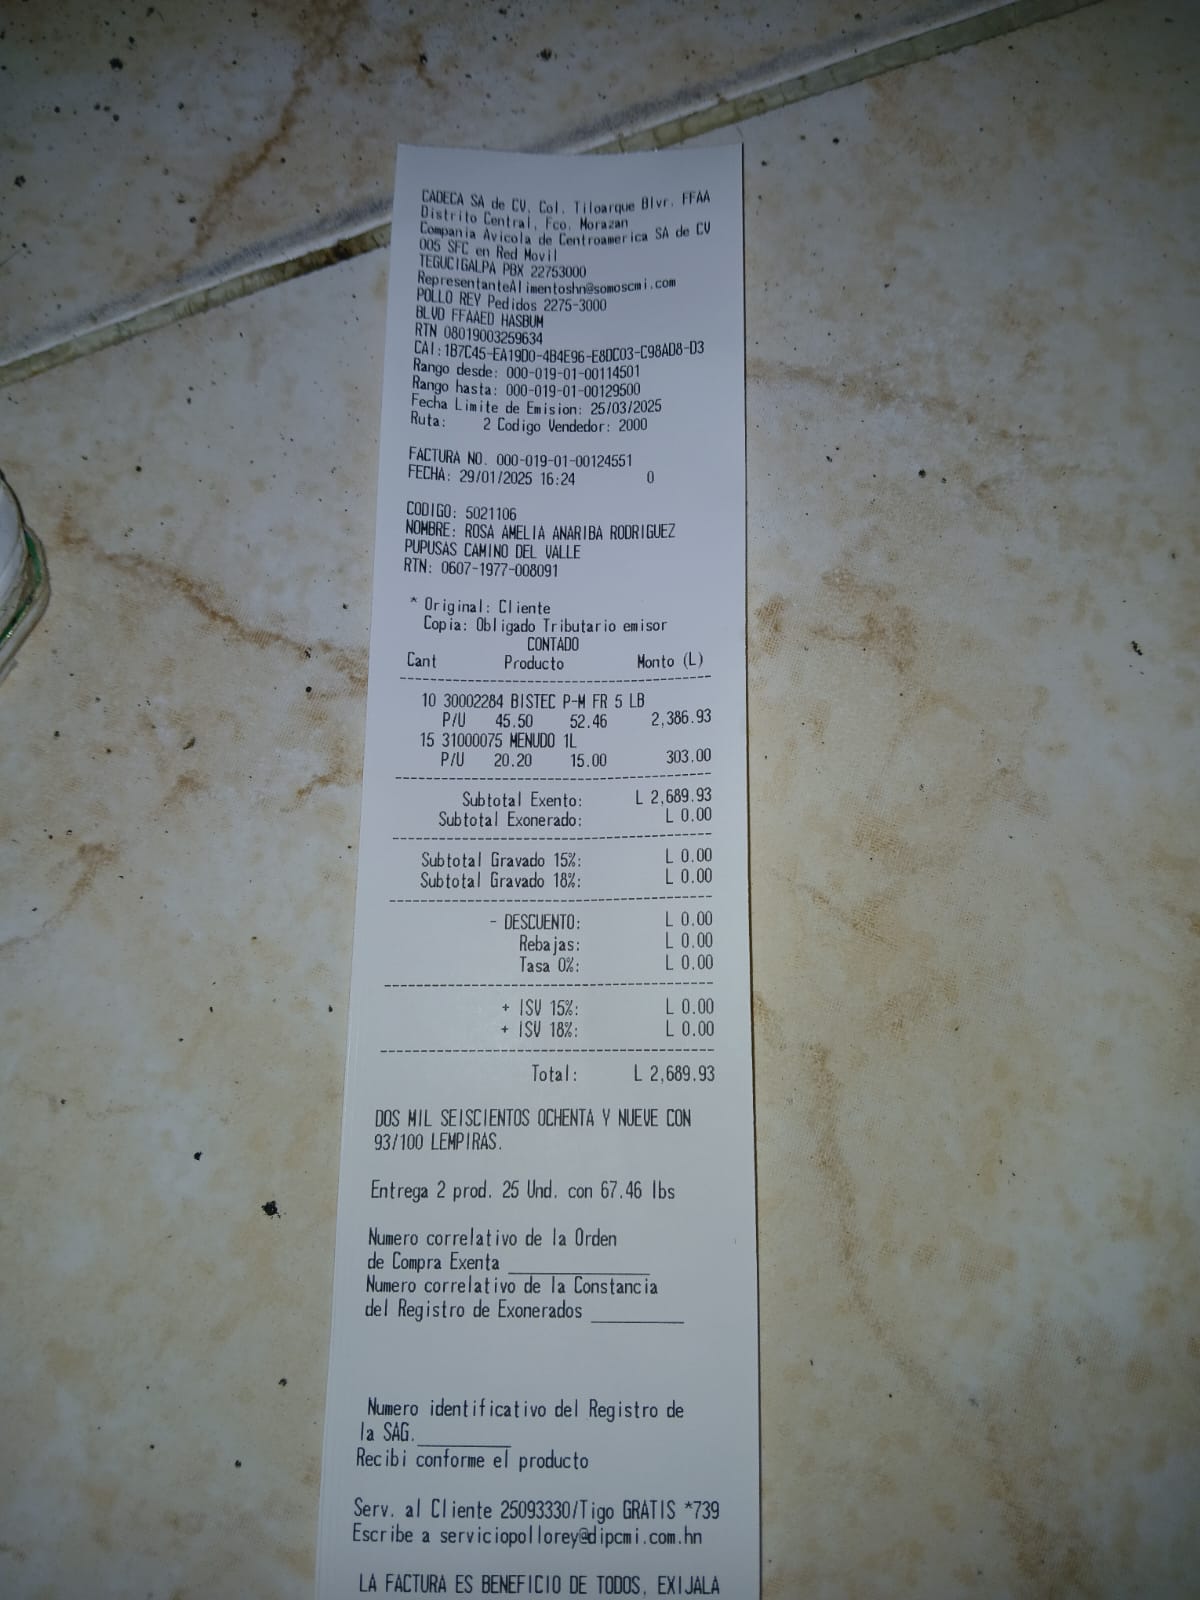 CADECA SA de CV, Col. Tiloarque Blvr. FFAA
Distrito Central, Fco. Morazan
Compania Avicola de Centroamerica SA de CV
005 SFC en Red Movil
TEGUCIGALPA PBX 22753000
RepresentanteAlimentoshn@somoscmi.com
POLLO REY Pedidos 2275-3000
BLVD FFAAED HASBUM
RTN 08019003259634
CAI:1B7C45-EA19D0-4B4E96-E8DC03-C98AD8-D3
Rango desde: 000-019-01-00114501
Rango hasta: 000-019-01-00129500
Fecha Limite de Emision: 25/03/2025
Ruta: 2 Codigo Vendedor: 2000
FACTURA NO. 000-019-01-00124551
FECHA: 29/01/2025 16:24 0
CODIGO: 5021106
NOMBRE: ROSA AMELIA ANARIBA RODRIGUEZ
PUPUSAS CAMINO DEL VALLE
RTN: 0607-1977-008091
* Original: Cliente
Copia: Obligado Tributario emisor
CONTADO
Cant Producto Monto (L)
10 30002284 BISTEC P-M FR 5 LB
P/U 45.50 52.46 2,386.93
15 31000075 MENUDO 1L
P/U 20.20 15.00 303.00
Subtotal Exento: L 2,689.93
Subtotal Exonerado: L 0.00
Subtotal Gravado 15%: L 0.00
Subtotal Gravado 18%: L 0.00
- DESCUENTO: L 0.00
Rebajas: L 0.00
Tasa 0%: L 0.00
+ ISV 15%: L 0.00
+ ISV 18%: L 0.00
Total: L 2,689.93
DOS MIL SEISCIENTOS OCHENTA Y NUEVE CON
93/100 LEMPIRAS.
Entrega 2 prod. 25 Und. con 67.46 lbs
Numero correlativo de la Orden
de Compra Exenta
Numero correlativo de la Constancia
del Registro de Exonerados
Numero identificativo del Registro de
la SAG.
Recibi conforme el producto
Serv. al Cliente 25093330/Tigo GRATIS *739
Escribe a serviciopollorey@dipcmi.com.hn
LA FACTURA ES BENEFICIO DE TODOS, EXIJALA